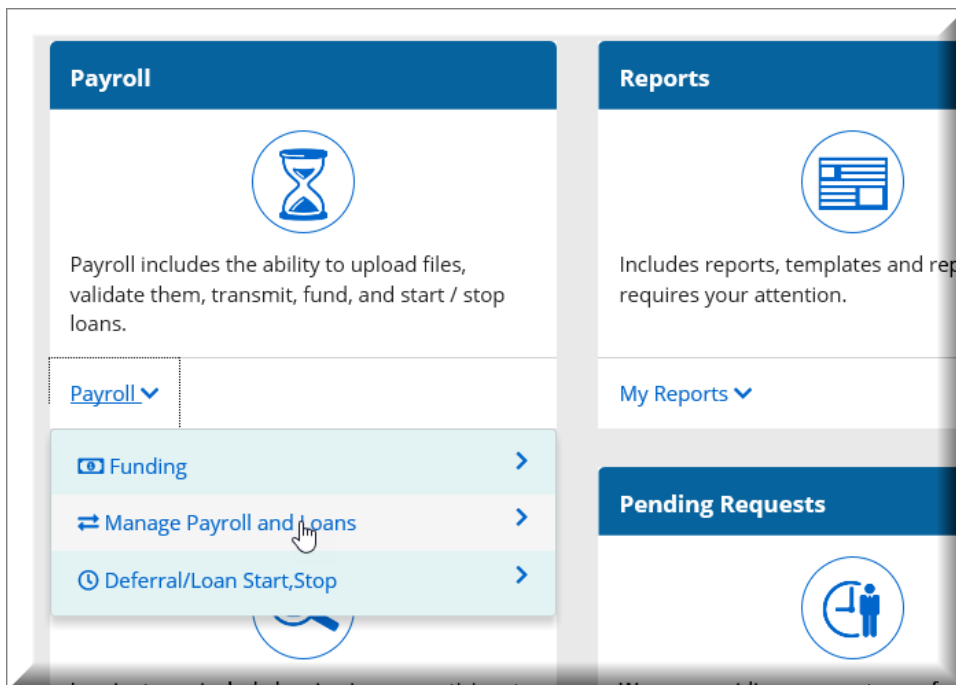 Payroll
Payroll includes the ability to upload files,
validate them, transmit, fund, and start / stop
loans.
Payroll
Funding
Manage Payroll and Loans
Deferral/Loan Start,Stop
Reports
Includes reports, templates and
requires your attention.
My Reports
Pending Requests